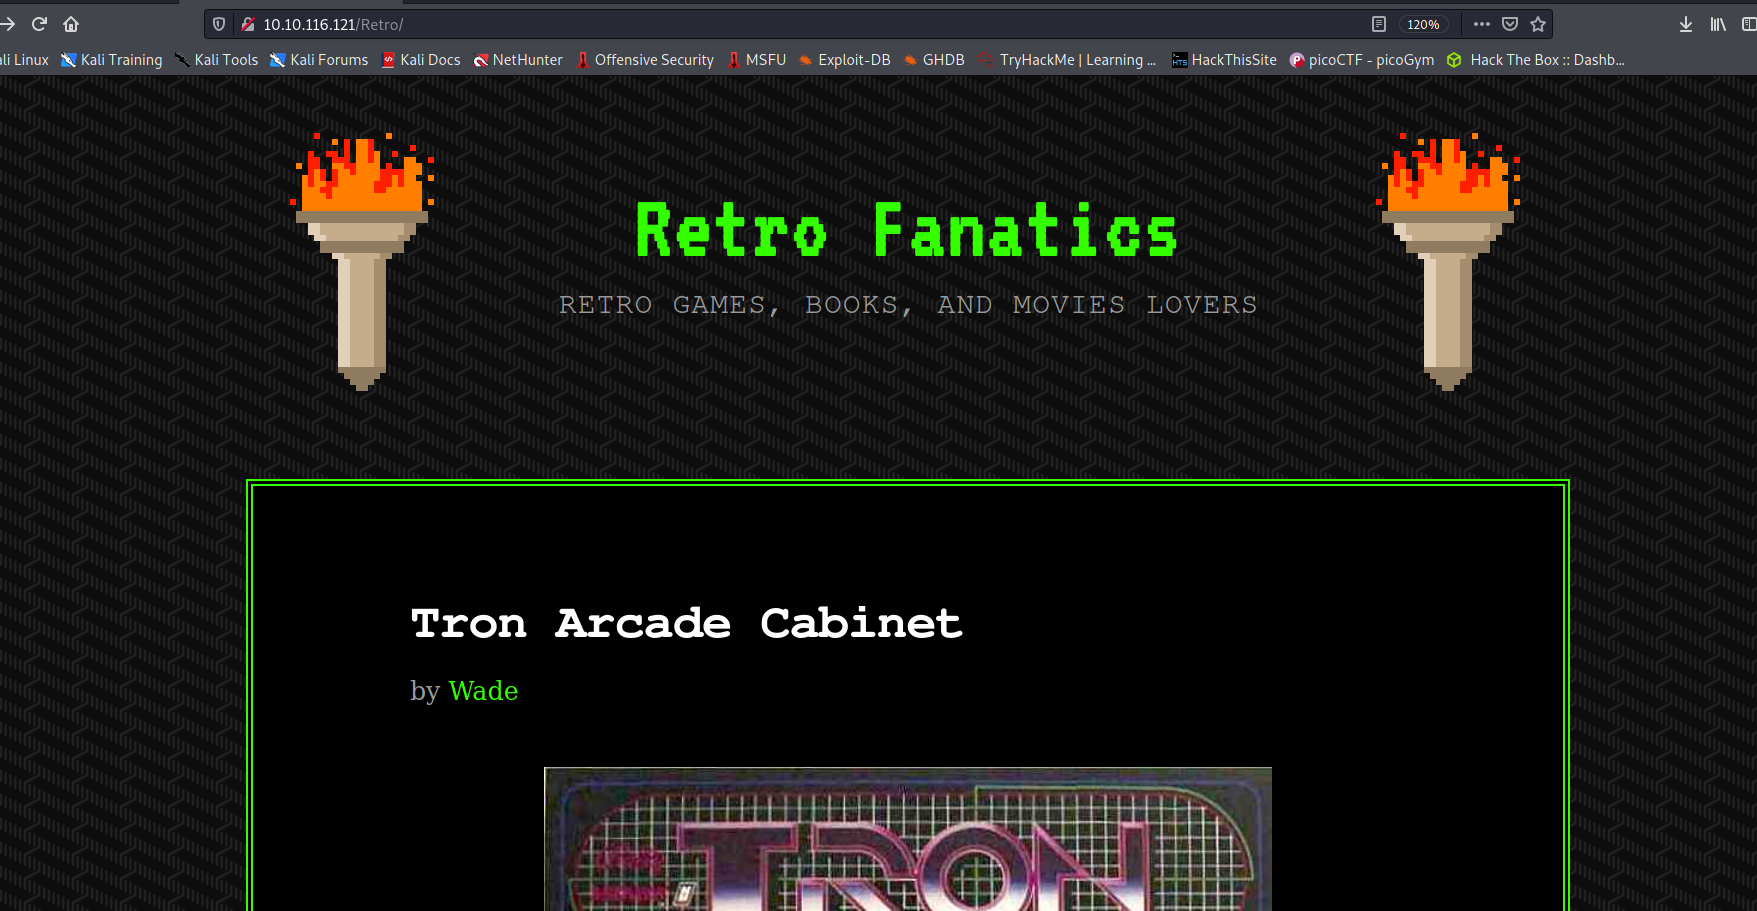 10.10.116.121/Retro/
120%
ali Linux Kali Training Kali Tools Kali Forums Kali Docs NetHunter Offensive Security MSFU Exploit-DB GHDB TryHackMe | Learning ... HackThisSite picoCTF - picoGym Hack The Box :: Dashb...
Retro Fanatics
RETRO GAMES, BOOKS, AND MOVIES LOVERS
Tron Arcade Cabinet
by Wade
TRON